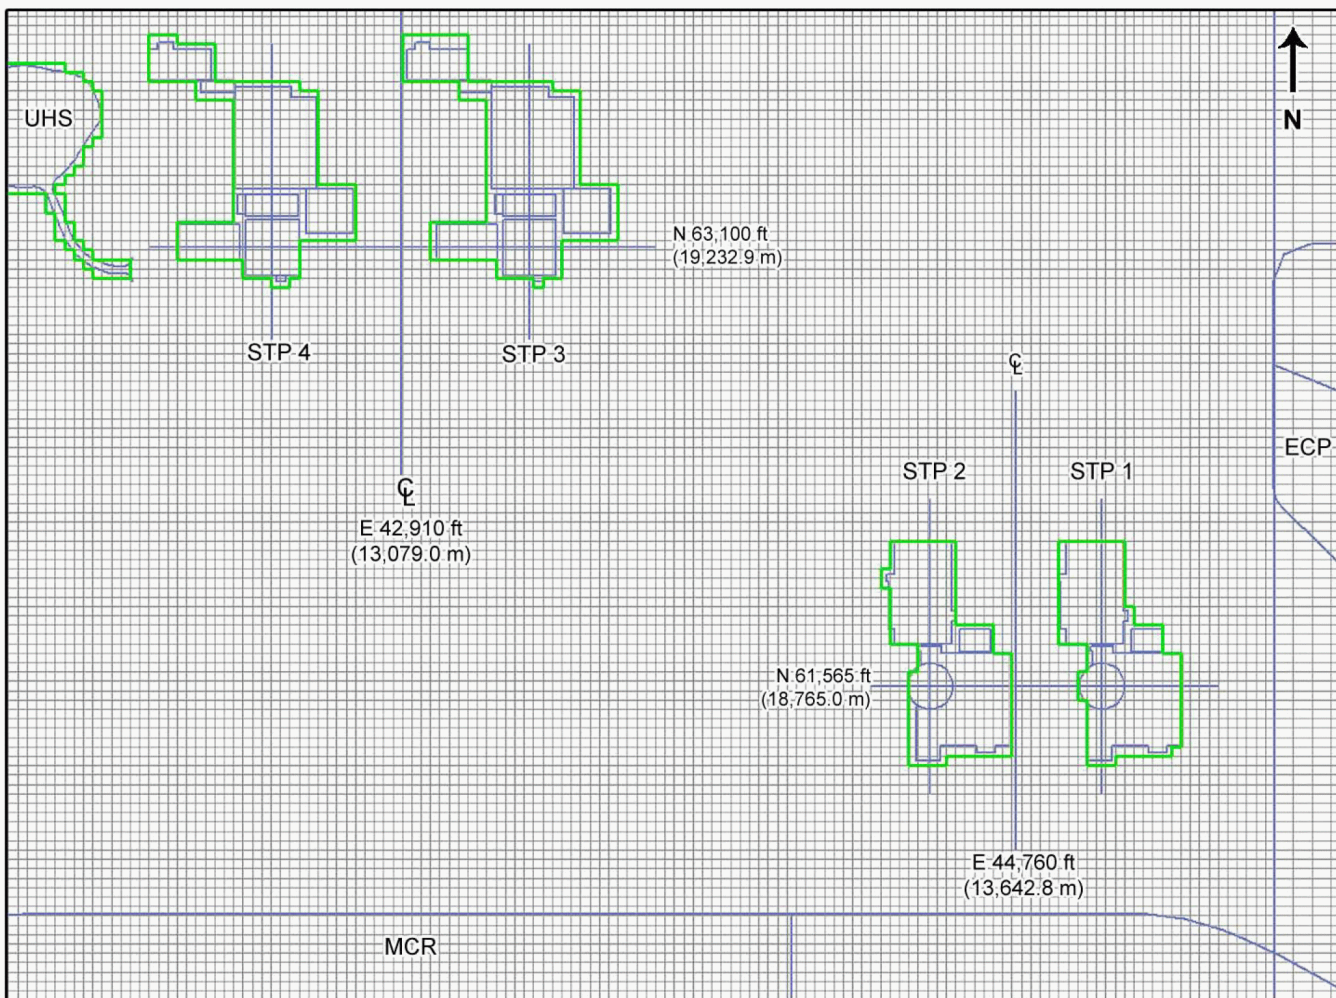 N
UHS
N 63,100 ft
(19,232.9 m)
STP 4
STP 3
℄
ECP
STP 2
STP 1
℄
E 42,910 ft
(13,079.0 m)
N 61,565 ft
(18,765.0 m)
E 44,760 ft
(13,642.8 m)
MCR